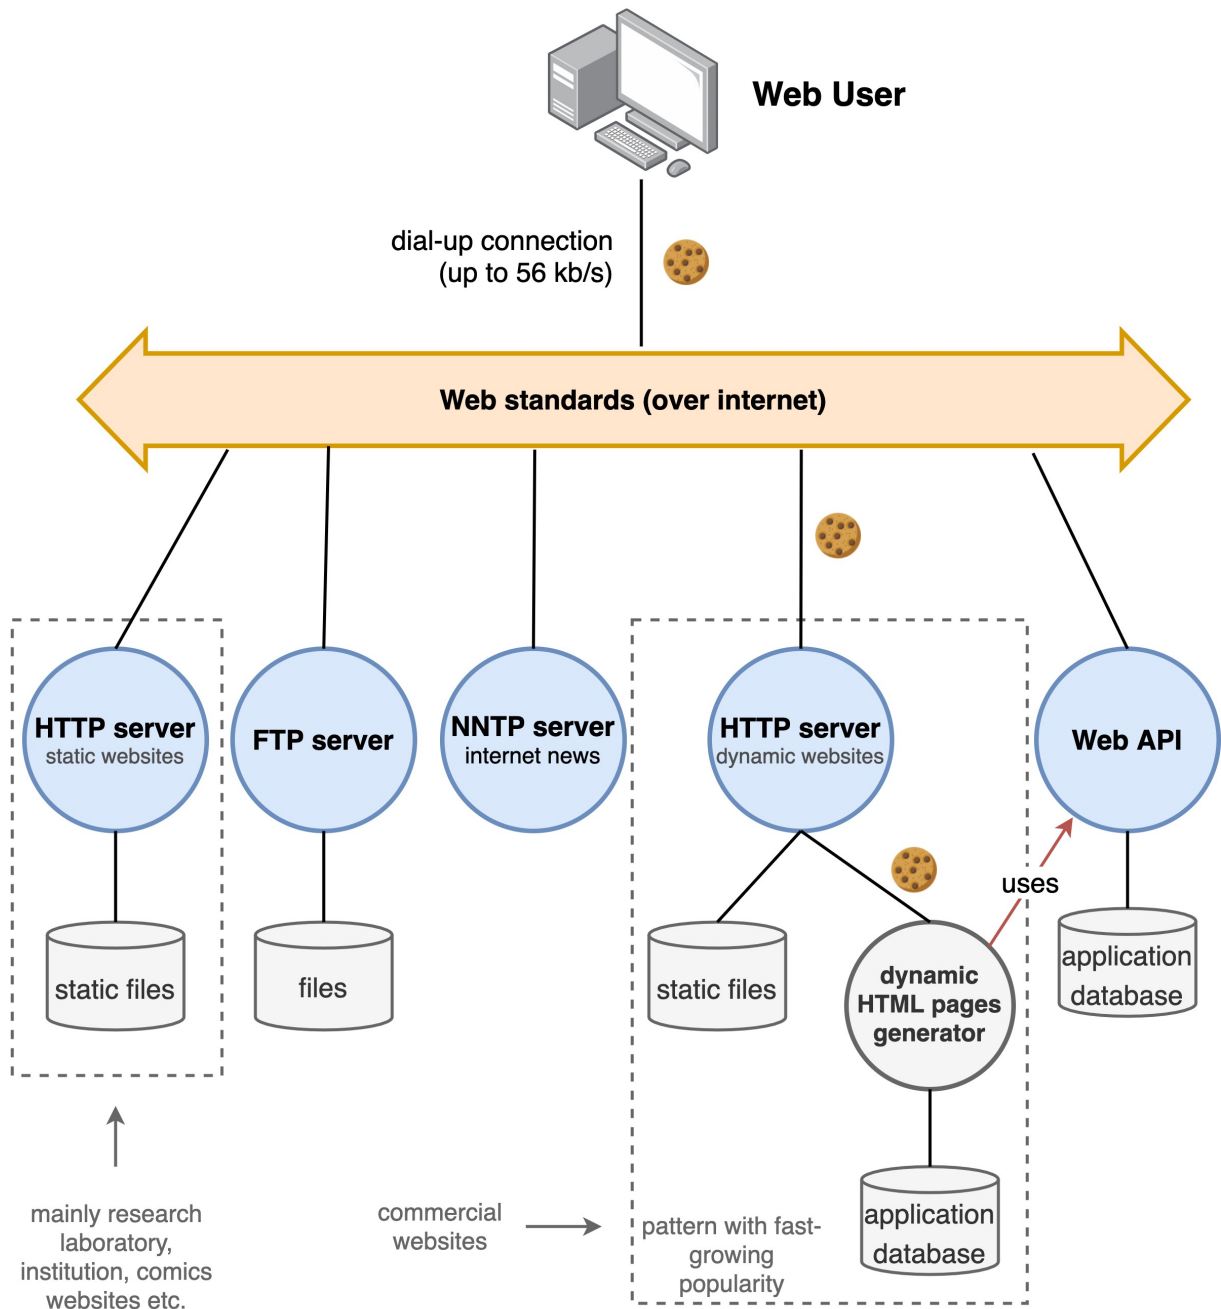 Web User
dial-up connection
(up to 56 kb/s)
Web standards (over internet)
HTTP server
static websites
FTP server
NNTP server
internet news
HTTP server
dynamic websites
Web API
uses
static files
files
static files
dynamic
HTML pages
generator
application
database
mainly research
laboratory,
institution, comics
websites etc.
commercial
websites
pattern with fast-
growing
popularity
application
database